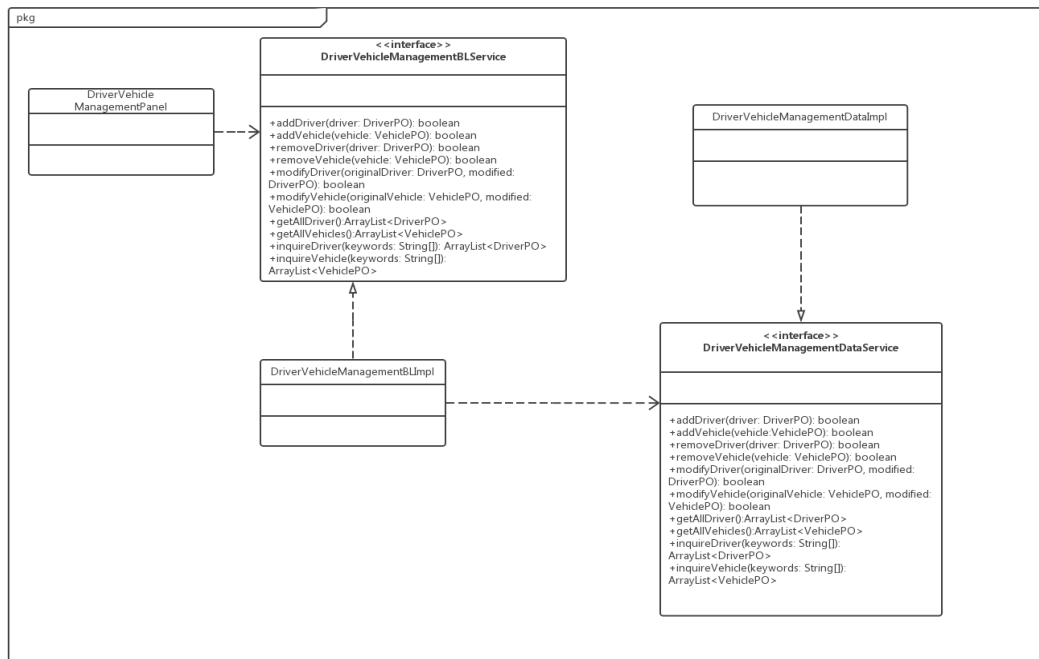 pkg
DriverVehicle
ManagementPanel
<<interface>>
DriverVehicleManagementBLService
+addDriver(driver: DriverPO): boolean
+addVehicle(vehicle: VehiclePO): boolean
+removeDriver(driver: DriverPO): boolean
+removeVehicle(vehicle: VehiclePO): boolean
+modifyDriver(originalDriver: DriverPO, modified:
DriverPO): boolean
+modifyVehicle(originalVehicle: VehiclePO, modified:
VehiclePO): boolean
+getAllDriver():ArrayList<DriverPO>
+getAllVehicles():ArrayList<VehiclePO>
+inquireDriver(keywords: String[]): ArrayList<DriverPO>
+inquireVehicle(keywords: String[]):
ArrayList<VehiclePO>
DriverVehicleManagementDataImpl
DriverVehicleManagementBLImpl
<<interface>>
DriverVehicleManagementDataService
+addDriver(driver: DriverPO): boolean
+addVehicle(vehicle:VehiclePO): boolean
+removeDriver(driver: DriverPO): boolean
+removeVehicle(vehicle: VehiclePO): boolean
+modifyDriver(originalDriver: DriverPO, modified:
DriverPO): boolean
+modifyVehicle(originalVehicle: VehiclePO, modified:
VehiclePO): boolean
+getAllDriver():ArrayList<DriverPO>
+getAllVehicles():ArrayList<VehiclePO>
+inquireDriver(keywords: String[]):
ArrayList<DriverPO>
+inquireVehicle(keywords: String[]):
ArrayList<VehiclePO>